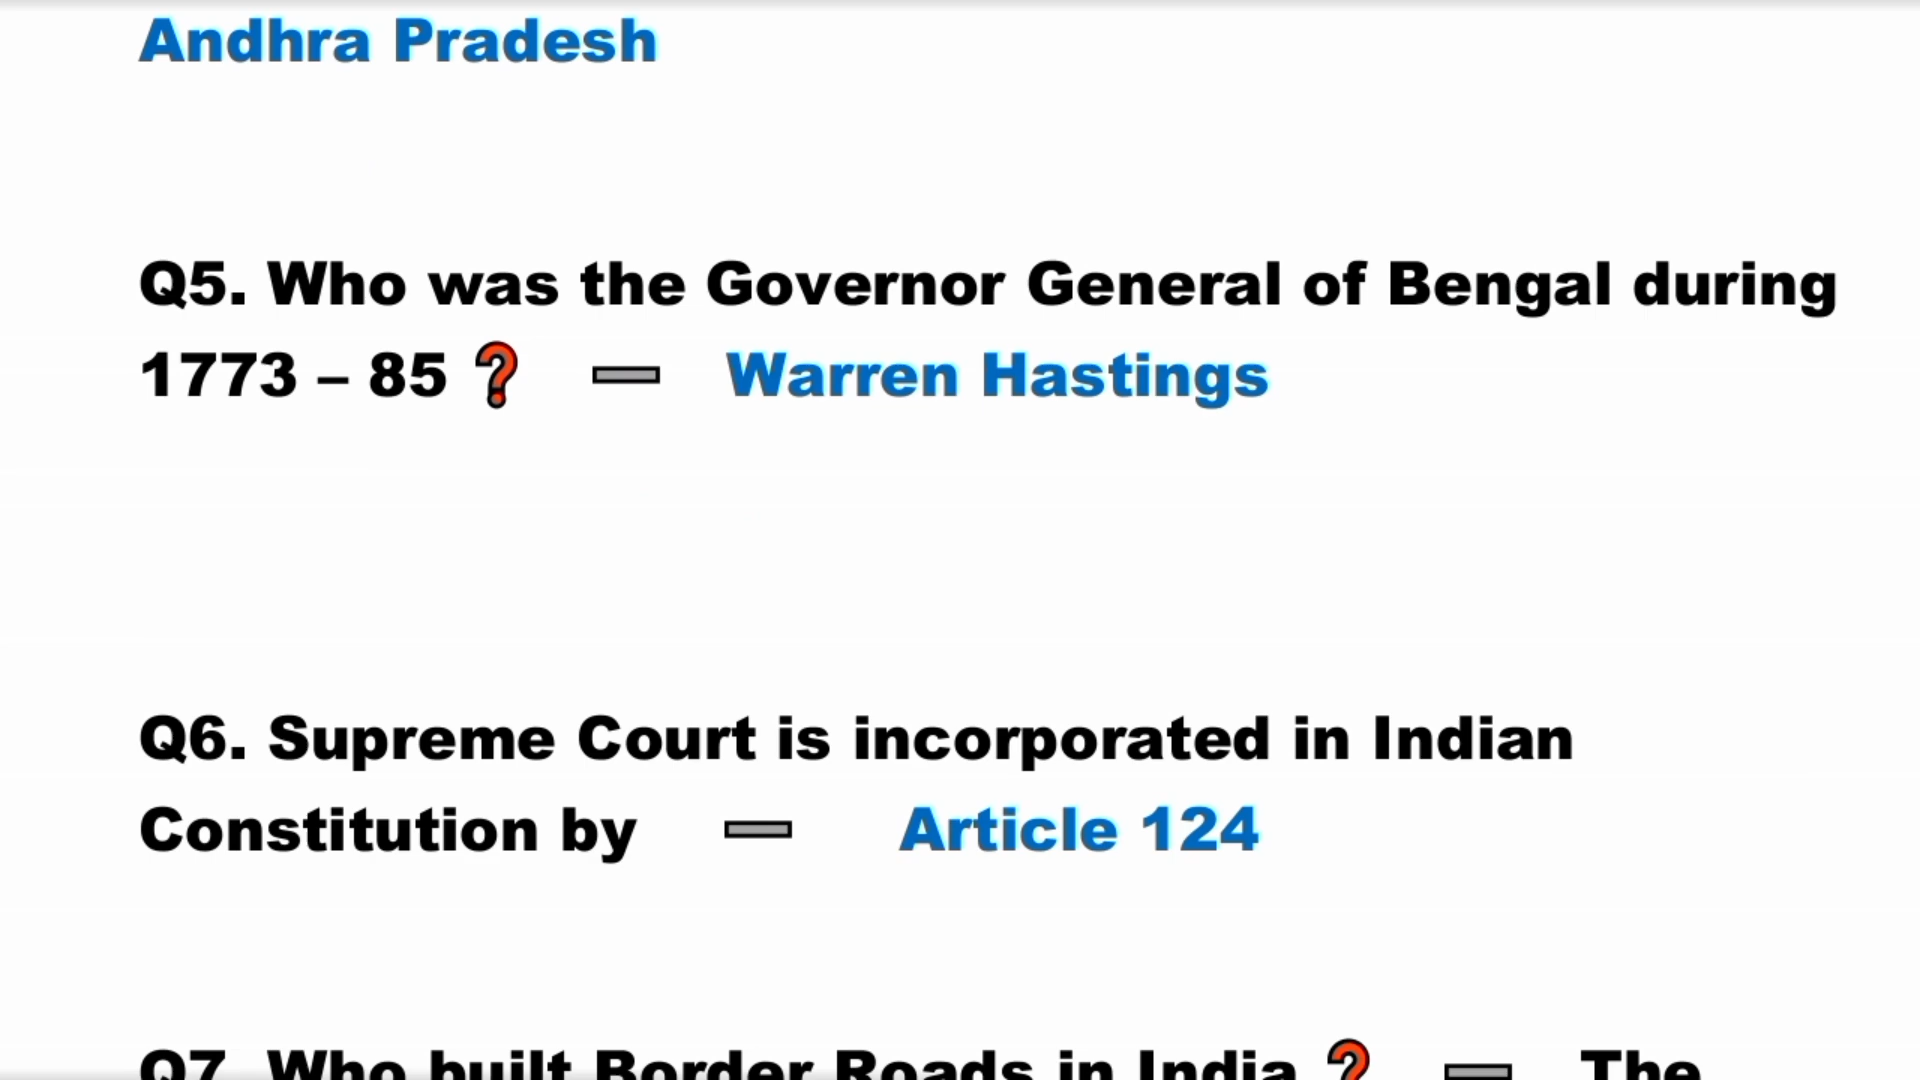 Andhra Pradesh
Q5. Who was the Governor General of Bengal during
1773 – 85 ❓ ➖ Warren Hastings
Q6. Supreme Court is incorporated in Indian
Constitution by ➖ Article 124
Q7. Who built Border Roads in India ❓ ➖ The